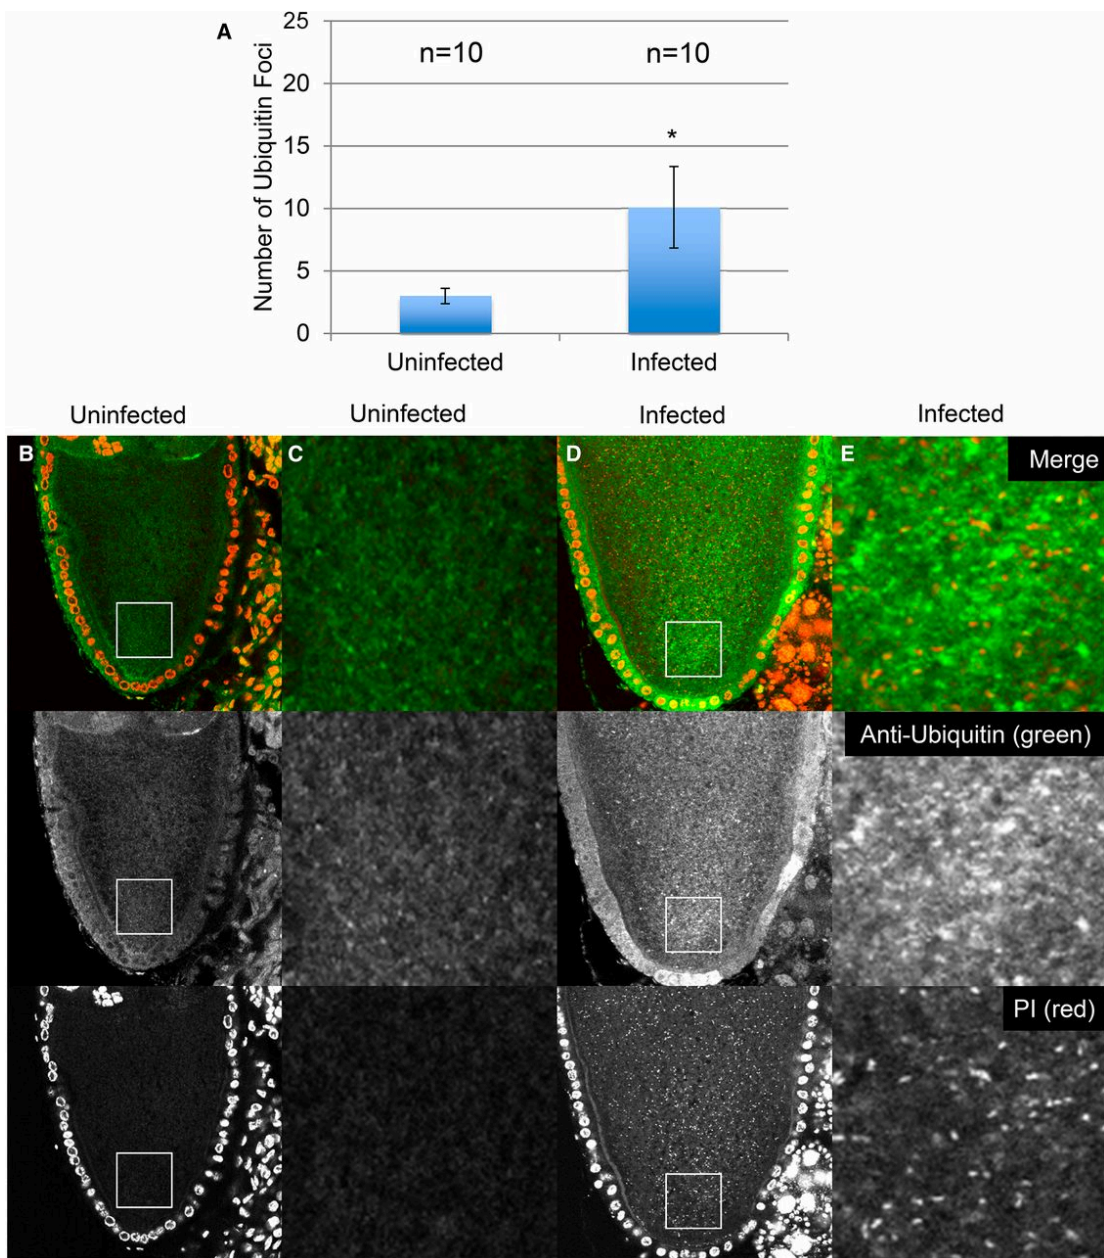 A
Number of Ubiquitin Foci
25
20
15
10
5
0
n=10
n=10
*
Uninfected
Infected
Uninfected
Uninfected
Infected
Infected
B
C
D
E
Merge
Anti-Ubiquitin (green)
PI (red)